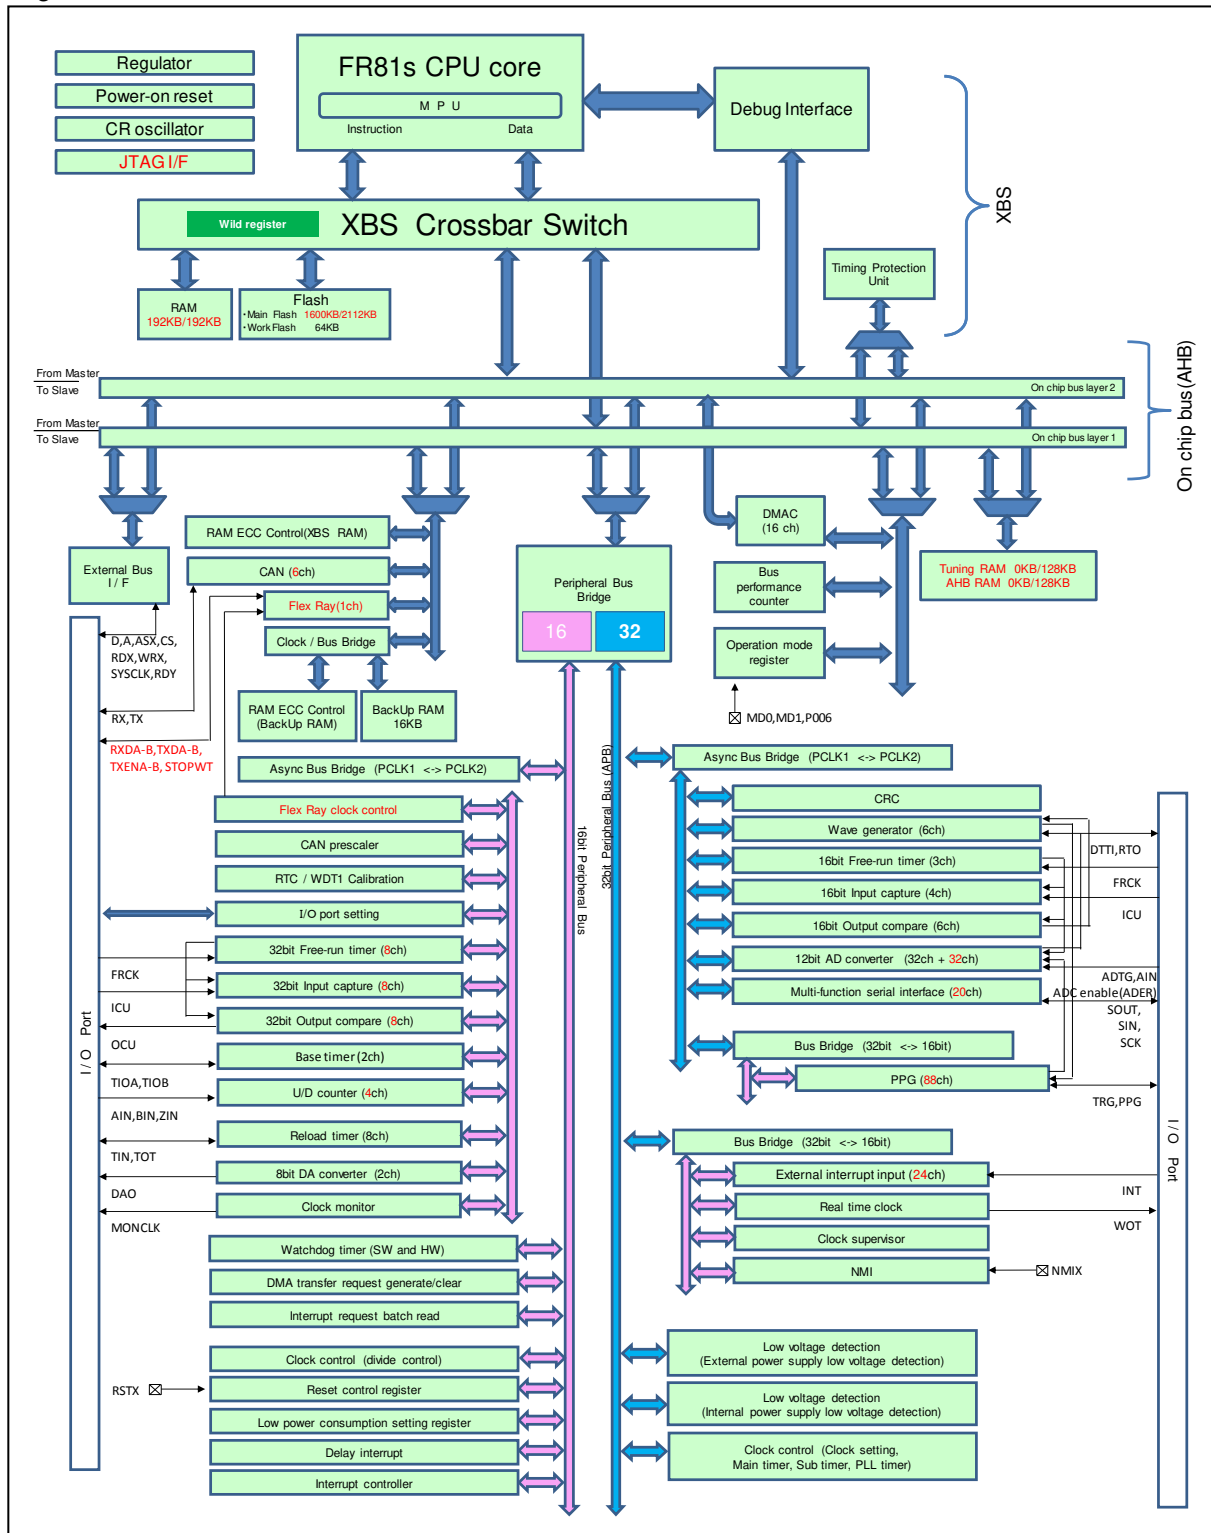 Regulator
Power-on reset
CR oscillator
JTAG I/F
FR81s CPU core
M P U
Instruction
Data
Debug Interface
XBS
Wild register
XBS Crossbar Switch
Timing Protection
Unit
RAM
192KB/192KB
Flash
・Main Flash 1600KB/2112KB
・WorkFlash 64KB
On chip bus (AHB)
From Master
To Slave
On chip bus layer 2
From Master
To Slave
On chip bus layer 1
RAM ECC Control(XBS RAM)
DMAC
(16 ch)
External Bus
I / F
CAN (6ch)
Peripheral Bus
Bridge
16
32
Tuning RAM 0KB/128KB
AHB RAM 0KB/128KB
Bus
performance
counter
Flex Ray(1ch)
Clock / Bus Bridge
Operation mode
register
D,A,ASX,CS,
RDX,WRX,
SYSCLK,RDY
RAM ECC Control
(BackUp RAM)
BackUp RAM
16KB
RX,TX
MD0,MD1,P006
RXDA-B,TXDA-B,
TXENA-B, STOPWT
Async Bus Bridge (PCLK1 <-> PCLK2)
Async Bus Bridge (PCLK1 <-> PCLK2)
16bit Peripheral Bus
32bit Peripheral Bus (APB)
Flex Ray clock control
CAN prescaler
RTC / WDT1 Calibration
I/O port setting
32bit Free-run timer (8ch)
FRCK
32bit Input capture (8ch)
ICU
32bit Output compare (8ch)
OCU
Base timer (2ch)
TIOA,TIOB
U/D counter (4ch)
AIN,BIN,ZIN
Reload timer (8ch)
TIN,TOT
8bit DA converter (2ch)
DAO
Clock monitor
MONCLK
I / O Port
CRC
Wave generator (6ch)
DTTI,RTO
16bit Free-run timer (3ch)
FRCK
16bit Input capture (4ch)
ICU
16bit Output compare (6ch)
12bit AD converter (32ch + 32ch)
ADTG,AIN
ADC enable(ADER)
Multi-function serial interface (20ch)
SOUT,
SIN,
SCK
Bus Bridge (32bit <-> 16bit)
PPG (88ch)
TRG,PPG
I / O Port
Bus Bridge (32bit <-> 16bit)
External interrupt input (24ch)
INT
Real time clock
WOT
Clock supervisor
NMI
NMIX
Watchdog timer (SW and HW)
DMA transfer request generate/clear
Interrupt request batch read
Clock control (divide control)
RSTX
Reset control register
Low power consumption setting register
Delay interrupt
Interrupt controller
Low voltage detection
(External power supply low voltage detection)
Low voltage detection
(Internal power supply low voltage detection)
Clock control (Clock setting,
Main timer, Sub timer, PLL timer)